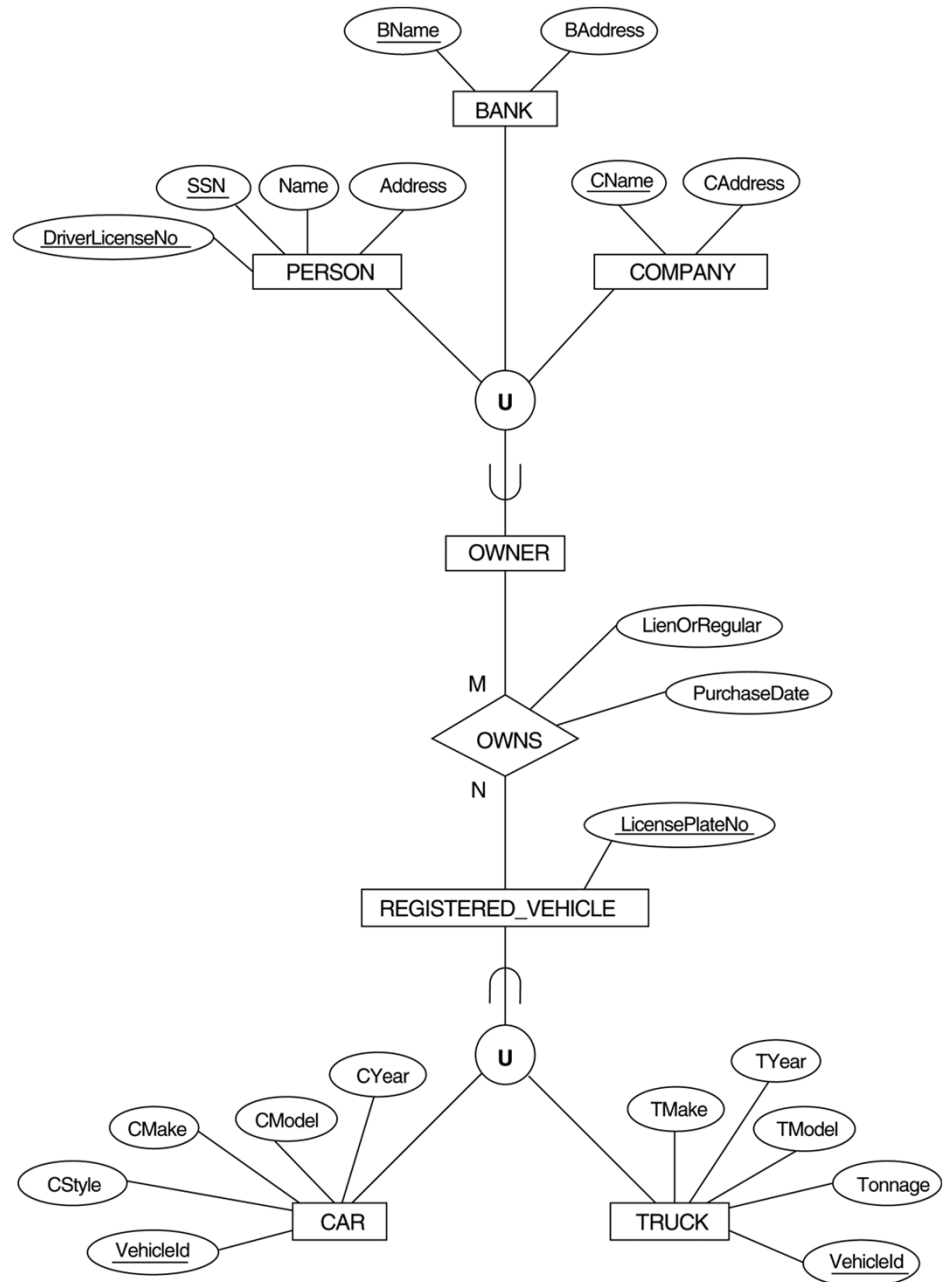 BName
BAddress
BANK
SSN
Name
Address
CName
CAddress
DriverLicenseNo
PERSON
COMPANY
U
OWNER
LienOrRegular
M
PurchaseDate
OWNS
N
LicensePlateNo
REGISTERED_VEHICLE
U
TYear
CYear
TMake
CModel
CMake
TModel
CStyle
Tonnage
CAR
TRUCK
VehicleId
VehicleId